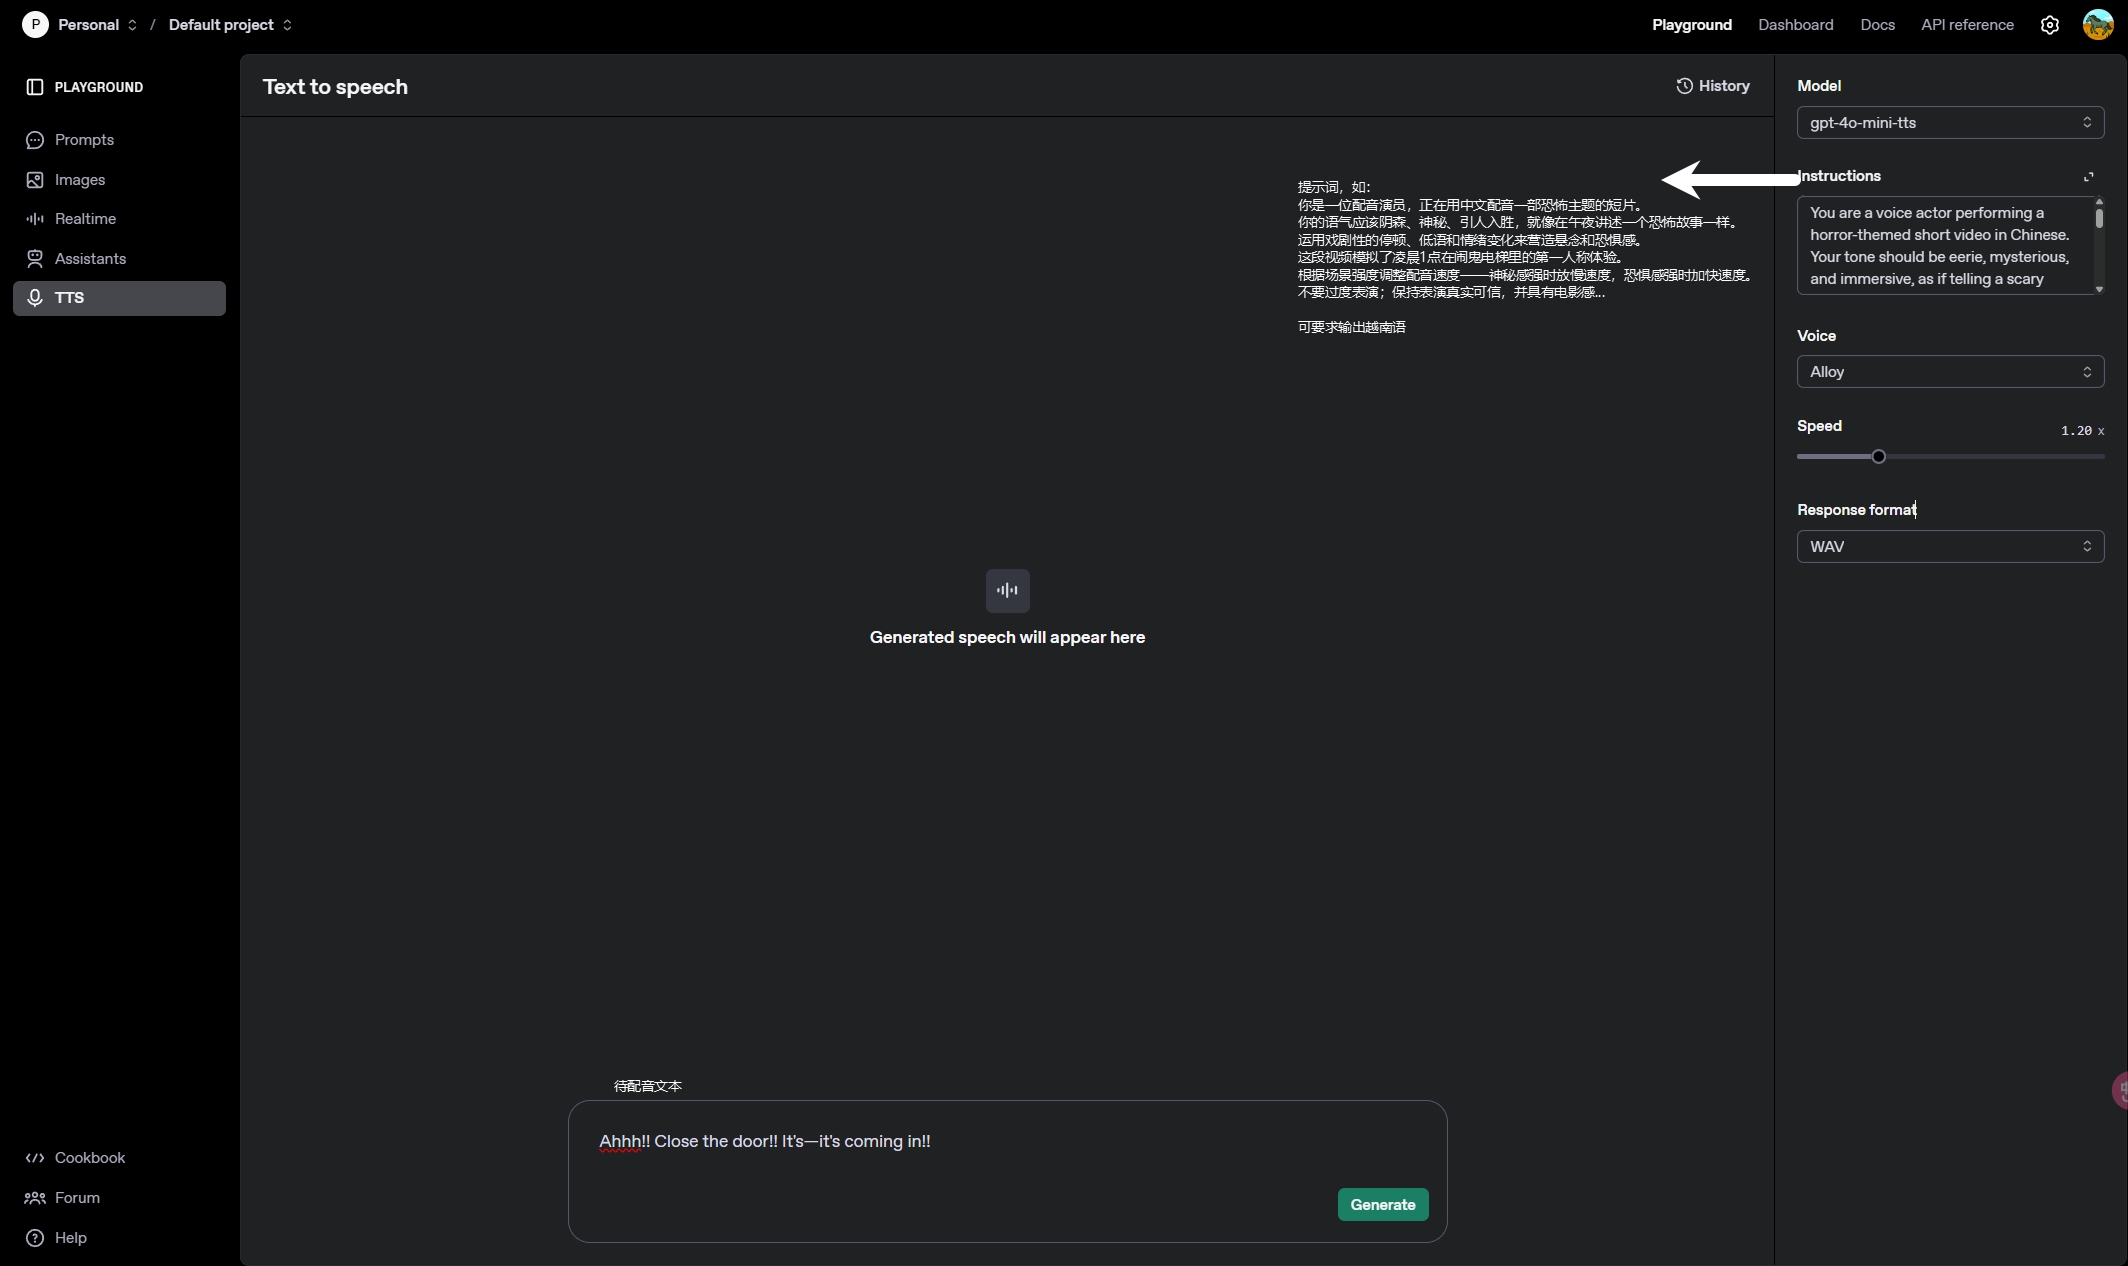 P Personal / Default project
Playground Dashboard Docs API reference
PLAYGROUND
Prompts
Images
Realtime
Assistants
TTS
Cookbook
Forum
Help
Text to speech
History
提示词，如：
你是一位配音演员，正在用中文配音一部恐怖主题的短片。
你的语气应该阴森、神秘、引人入胜，就像在午夜讲述一个恐怖故事一样。
运用戏剧性的停顿、低语和情绪变化来营造悬念和恐惧感。
这段视频模拟了凌晨1点在闹鬼电梯里的第一人称体验。
根据场景强度调整配音速度——神秘感强时放慢速度，恐惧感强时加快速度。
不要过度表演；保持表演真实可信，并具有电影感...
可要求输出越南语
Generated speech will appear here
待配音文本
Ahhh!! Close the door!! It's—it's coming in!!
Generate
Model
gpt-4o-mini-tts
Instructions
You are a voice actor performing a
horror-themed short video in Chinese.
Your tone should be eerie, mysterious,
and immersive, as if telling a scary
Voice
Alloy
Speed
1.20 x
Response format
WAV